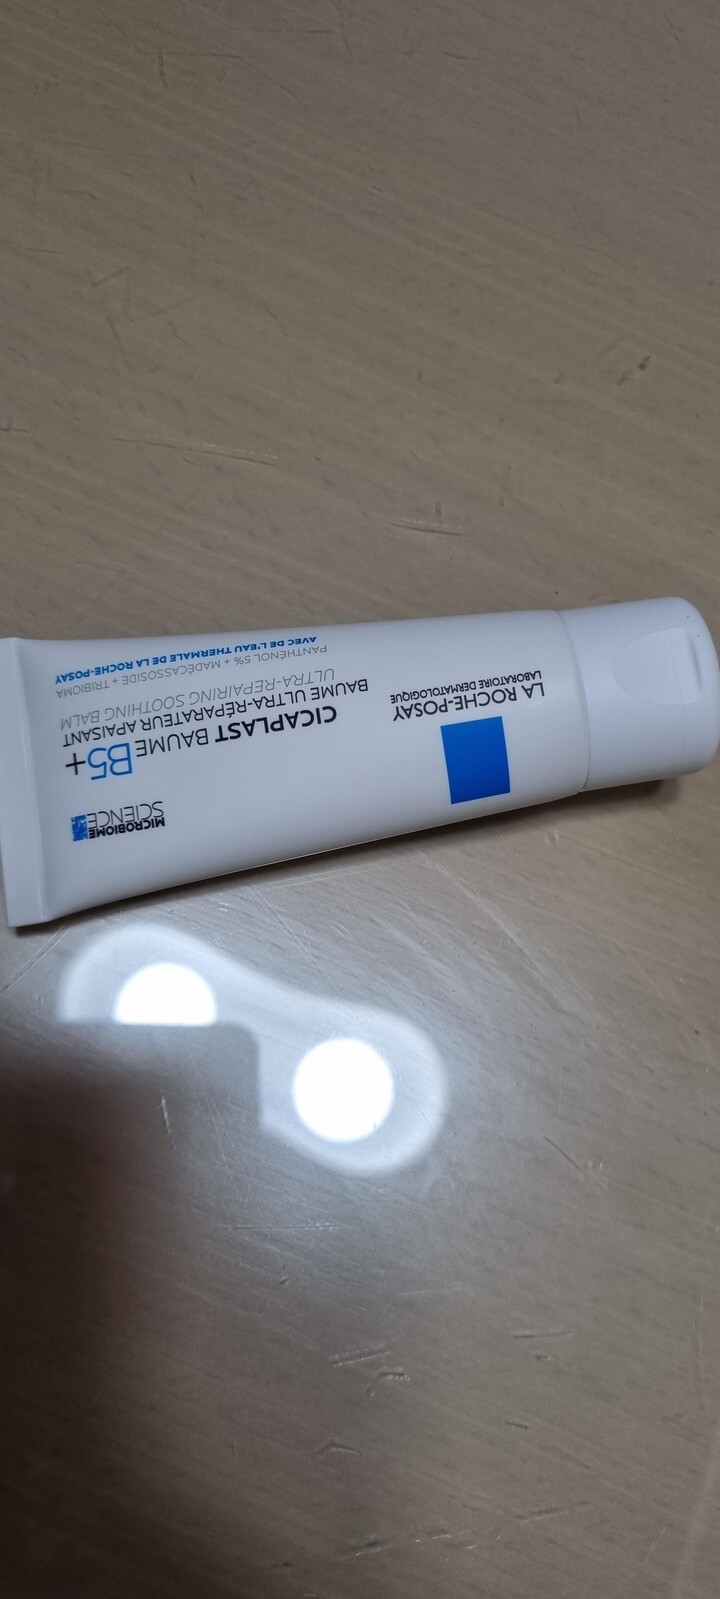 LA ROCHE-POSAY
LABORATOIRE DERMATOLOGIQUE
CICAPLAST BAUME B5+
BAUME ULTRA-RÉPARATEUR APAISANT
ULTRA-REPAIRING SOOTHING BALM
PANTHÉNOL 5% + MADÉCASSOSIDE + TRIBIOMA
AVEC DE L'EAU THERMALE DE LA ROCHE-POSAY
MICROBIOME
SCIENCE